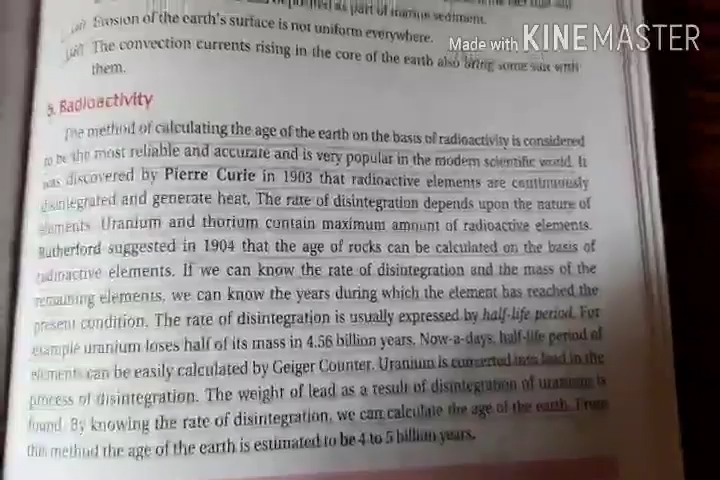 as part of marine sediment.
Erosion of the earth's surface is not uniform everywhere.
Made with KINEMASTER
The convection currents rising in the core of the earth also bring some salt with
them.
5. Radioactivity
The method of calculating the age of the earth on the basis of radioactivity is considered
to be the most reliable and accurate and is very popular in the modern scientific world. It
was discovered by Pierre Curie in 1903 that radioactive elements are continuously
disintegrated and generate heat. The rate of disintegration depends upon the nature of
elements. Uranium and thorium contain maximum amount of radioactive elements.
Rutherford suggested in 1904 that the age of rocks can be calculated on the basis of
radioactive elements. If we can know the rate of disintegration and the mass of the
remaining elements, we can know the years during which the element has reached the
present condition. The rate of disintegration is usually expressed by half-life period. For
example uranium loses half of its mass in 4.56 billion years. Now-a-days, half-life period of
elements can be easily calculated by Geiger Counter. Uranium is converted into lead in the
process of disintegration. The weight of lead as a result of disintegration of uranium is
found. By knowing the rate of disintegration, we can calculate the age of the earth. From
this method the age of the earth is estimated to be 4 to 5 billion years.